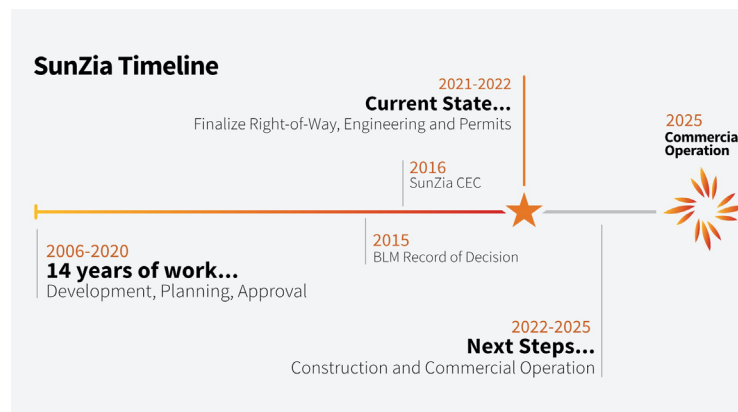 SunZia Timeline
2021-2022
Current State...
Finalize Right-of-Way, Engineering and Permits
2025
Commercia
Operation
2016
SunZia CEC
2015
BLM Record of Decision
2006-2020
14 years of work...
Development, Planning, Approval
2022-2025
Next Steps...
Construction and Commercial Operation